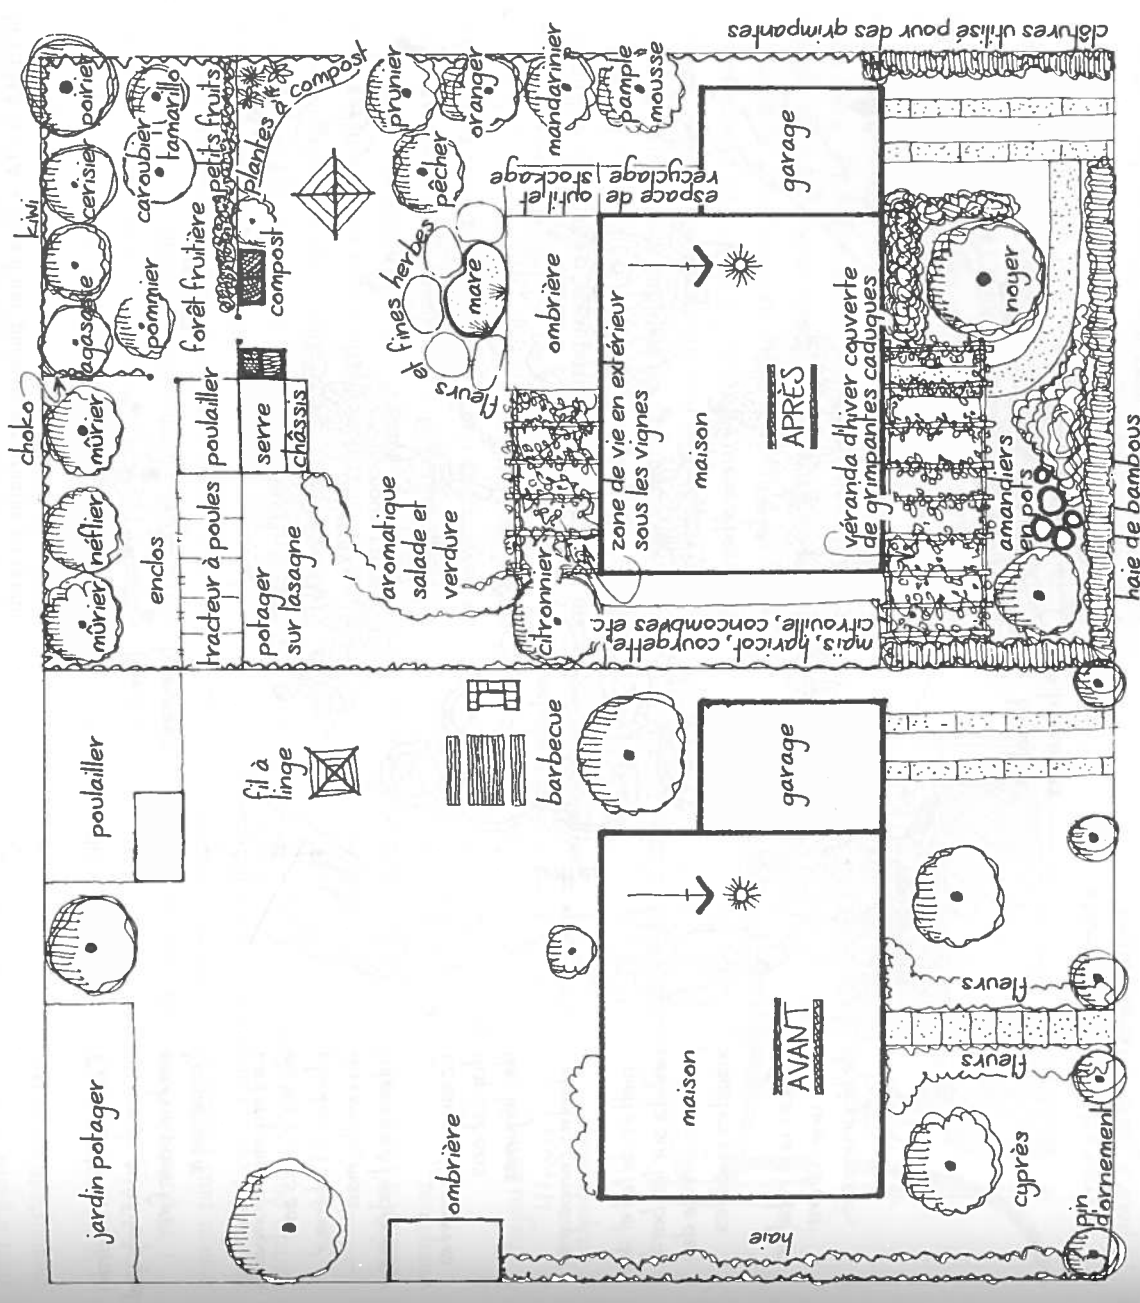 clôtures utilisé pour des grimpantes
poirier
cerisier
kiwi
pommier
caroubier
tamarillo
forêt fruitière
petits fruits
plantes à compost
compost
prunier
oranger
mandarinier
pample
mousse
pêcher
fleurs et fines herbes
mare
ombrière
espace de
recyclage
outil et
stockage
garage
maison
APRÈS
zone de vie en extérieur
sous les vignes
véranda d'hiver couverte
de grimpantes caduques
noyer
amandiers
en pois
haie de bambous
choko
mûrier
néflier
mûrier
enclos
poulailler
tracteur à poules
serre
châssis
potager
sur lasagne
aromatique
salade et
verdure
citronnier
maïs, haricot, courgette,
citrouille, concombres etc.
poulailler
fil à
linge
barbecue
garage
maison
AVANT
fleurs
fleurs
cyprès
pin
d'ornement
haie
ombrière
jardin potager